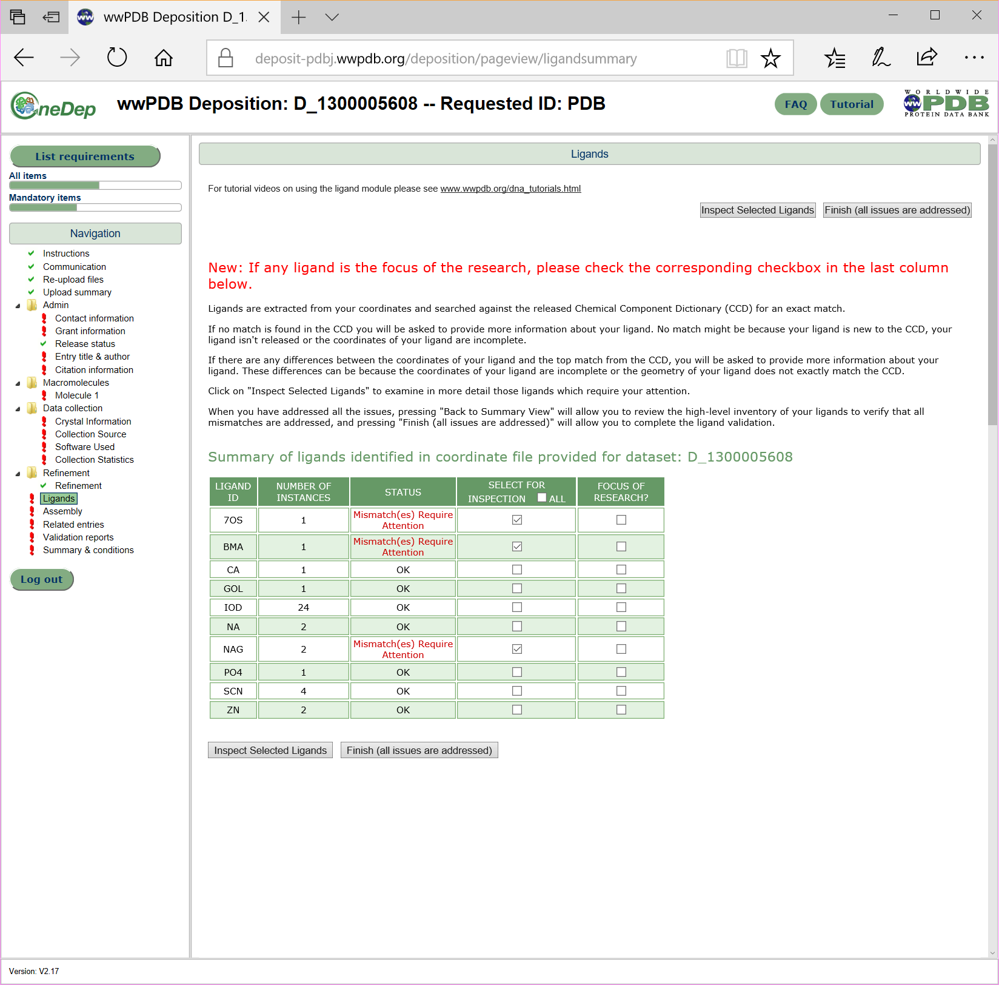 wwPDB Deposition D_1
deposit-pdbj.wwpdb.org/deposition/pageview/ligandsummary
OneDep
wwPDB Deposition: D_1300005608 -- Requested ID: PDB
FAQ
Tutorial
WORLDWIDE
ww PDB
PROTEIN DATA BANK
List requirements
All items
Mandatory items
Navigation
Instructions
Communication
Re-upload files
Upload summary
Admin
Contact information
Grant information
Release status
Entry title & author
Citation information
Macromolecules
Molecule 1
Data collection
Crystal Information
Collection Source
Software Used
Collection Statistics
Refinement
Refinement
Ligands
Assembly
Related entries
Validation reports
Summary & conditions
Log out
Ligands
For tutorial videos on using the ligand module please see www.wwpdb.org/dna_tutorials.html
Inspect Selected Ligands Finish (all issues are addressed)
New: If any ligand is the focus of the research, please check the corresponding checkbox in the last column
below.
Ligands are extracted from your coordinates and searched against the released Chemical Component Dictionary (CCD) for an exact match.
If no match is found in the CCD you will be asked to provide more information about your ligand. No match might be because your ligand is new to the CCD, your
ligand isn't released or the coordinates of your ligand are incomplete.
If there are any differences between the coordinates of your ligand and the top match from the CCD, you will be asked to provide more information about your
ligand. These differences can be because the coordinates of your ligand are incomplete or the geometry of your ligand does not exactly match the CCD.
Click on "Inspect Selected Ligands" to examine in more detail those ligands which require your attention.
When you have addressed all the issues, pressing "Back to Summary View" will allow you to review the high-level inventory of your ligands to verify that all
mismatches are addressed, and pressing "Finish (all issues are addressed)" will allow you to complete the ligand validation.
Summary of ligands identified in coordinate file provided for dataset: D_1300005608
LIGAND ID NUMBER OF INSTANCES STATUS SELECT FOR INSPECTION ALL FOCUS OF RESEARCH?
7OS 1 Mismatch(es) Require Attention
BMA 1 Mismatch(es) Require Attention
CA 1 OK
GOL 1 OK
IOD 24 OK
NA 2 OK
NAG 2 Mismatch(es) Require Attention
PO4 1 OK
SCN 4 OK
ZN 2 OK
Inspect Selected Ligands Finish (all issues are addressed)
Version: V2.17